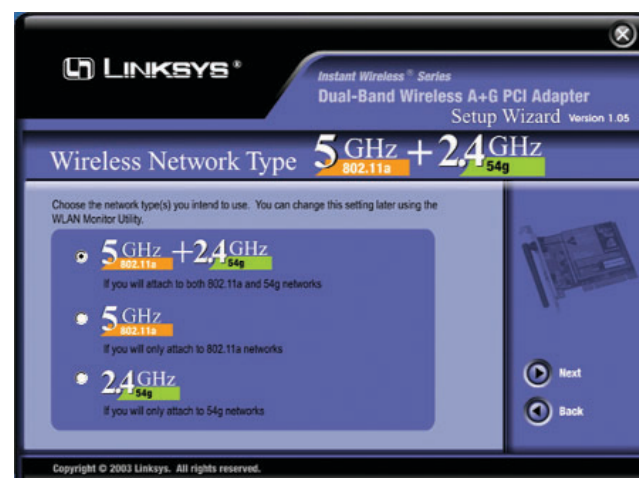 LINKSYS®
Instant Wireless® Series
Dual-Band Wireless A+G PCI Adapter
Setup Wizard Version 1.05
Wireless Network Type 5 GHz 802.11a + 2.4 GHz 54g
Choose the network type(s) you intend to use. You can change this setting later using the
WLAN Monitor Utility.
5 GHz 802.11a + 2.4 GHz 54g
If you will attach to both 802.11a and 54g networks
5 GHz 802.11a
If you will only attach to 802.11a networks
2.4 GHz 54g
If you will only attach to 54g networks
Next
Back
Copyright © 2003 Linksys. All rights reserved.